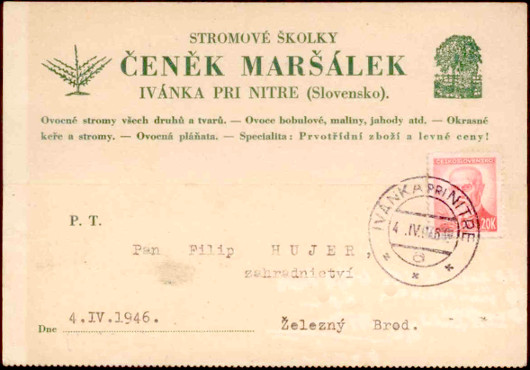 STROMOVÉ ŠKOLKY
ČENĚK MARŠÁLEK
IVÁNKA PRI NITRE (Slovensko).
Ovocné stromy všech druhů a tvarů. — Ovoce bobulové, maliny, jahody atd. — Okrasné
keře a stromy. — Ovocná pláňata. — Specialita: Prvotřídní zboží a levné ceny!
ČESKOSLOVENSKO
20K
IVÁNKA PRI NITRE
4.IV.
P. T.
Pan Filip HUJER,
zahradnictví
Dne 4.IV.1946.
Železný Brod.